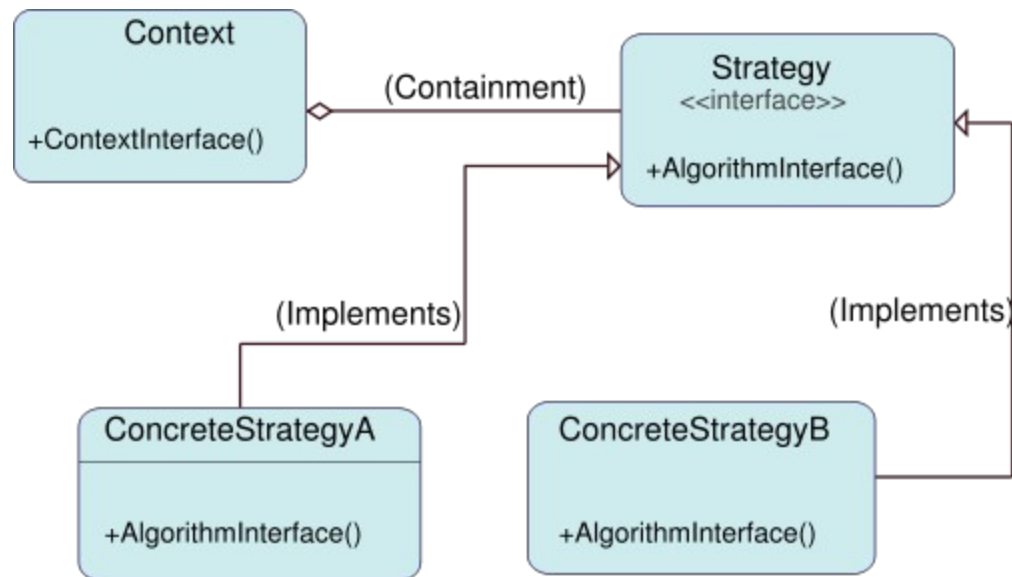 Context
+ContextInterface()
(Containment)
Strategy
<<interface>>
+AlgorithmInterface()
(Implements)
(Implements)
ConcreteStrategyA
+AlgorithmInterface()
ConcreteStrategyB
+AlgorithmInterface()